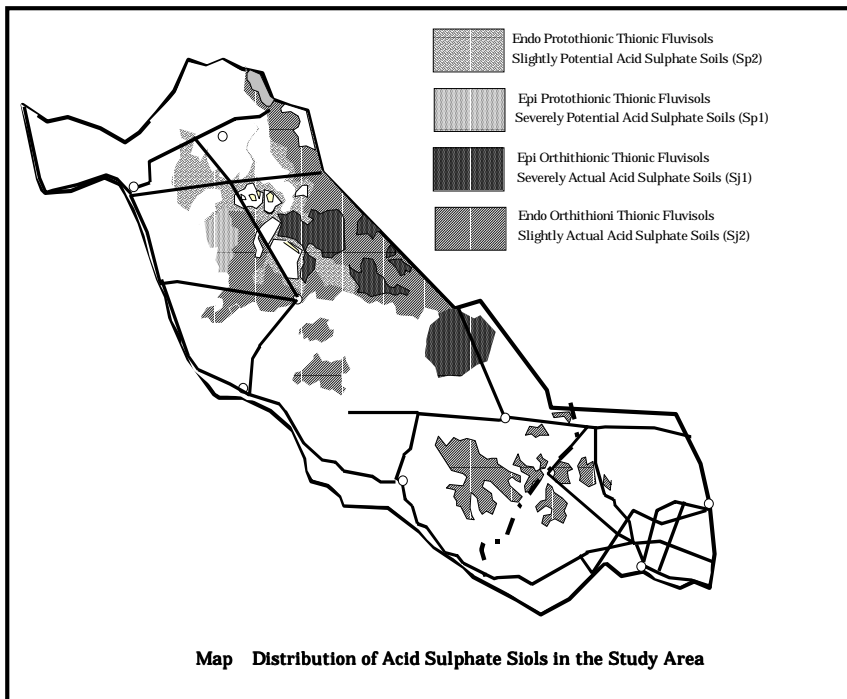 Endo Protothionic Thionic Fluvisols
Slightly Potential Acid Sulphate Soils (Sp2)
Epi Protothionic Thionic Fluvisols
Severely Potential Acid Sulphate Soils (Sp1)
Epi Orthithionic Thionic Fluvisols
Severely Actual Acid Sulphate Soils (Sj1)
Endo Orthithioni Thionic Fluvisols
Slightly Actual Acid Sulphate Soils (Sj2)
Map Distribution of Acid Sulphate Siols in the Study Area